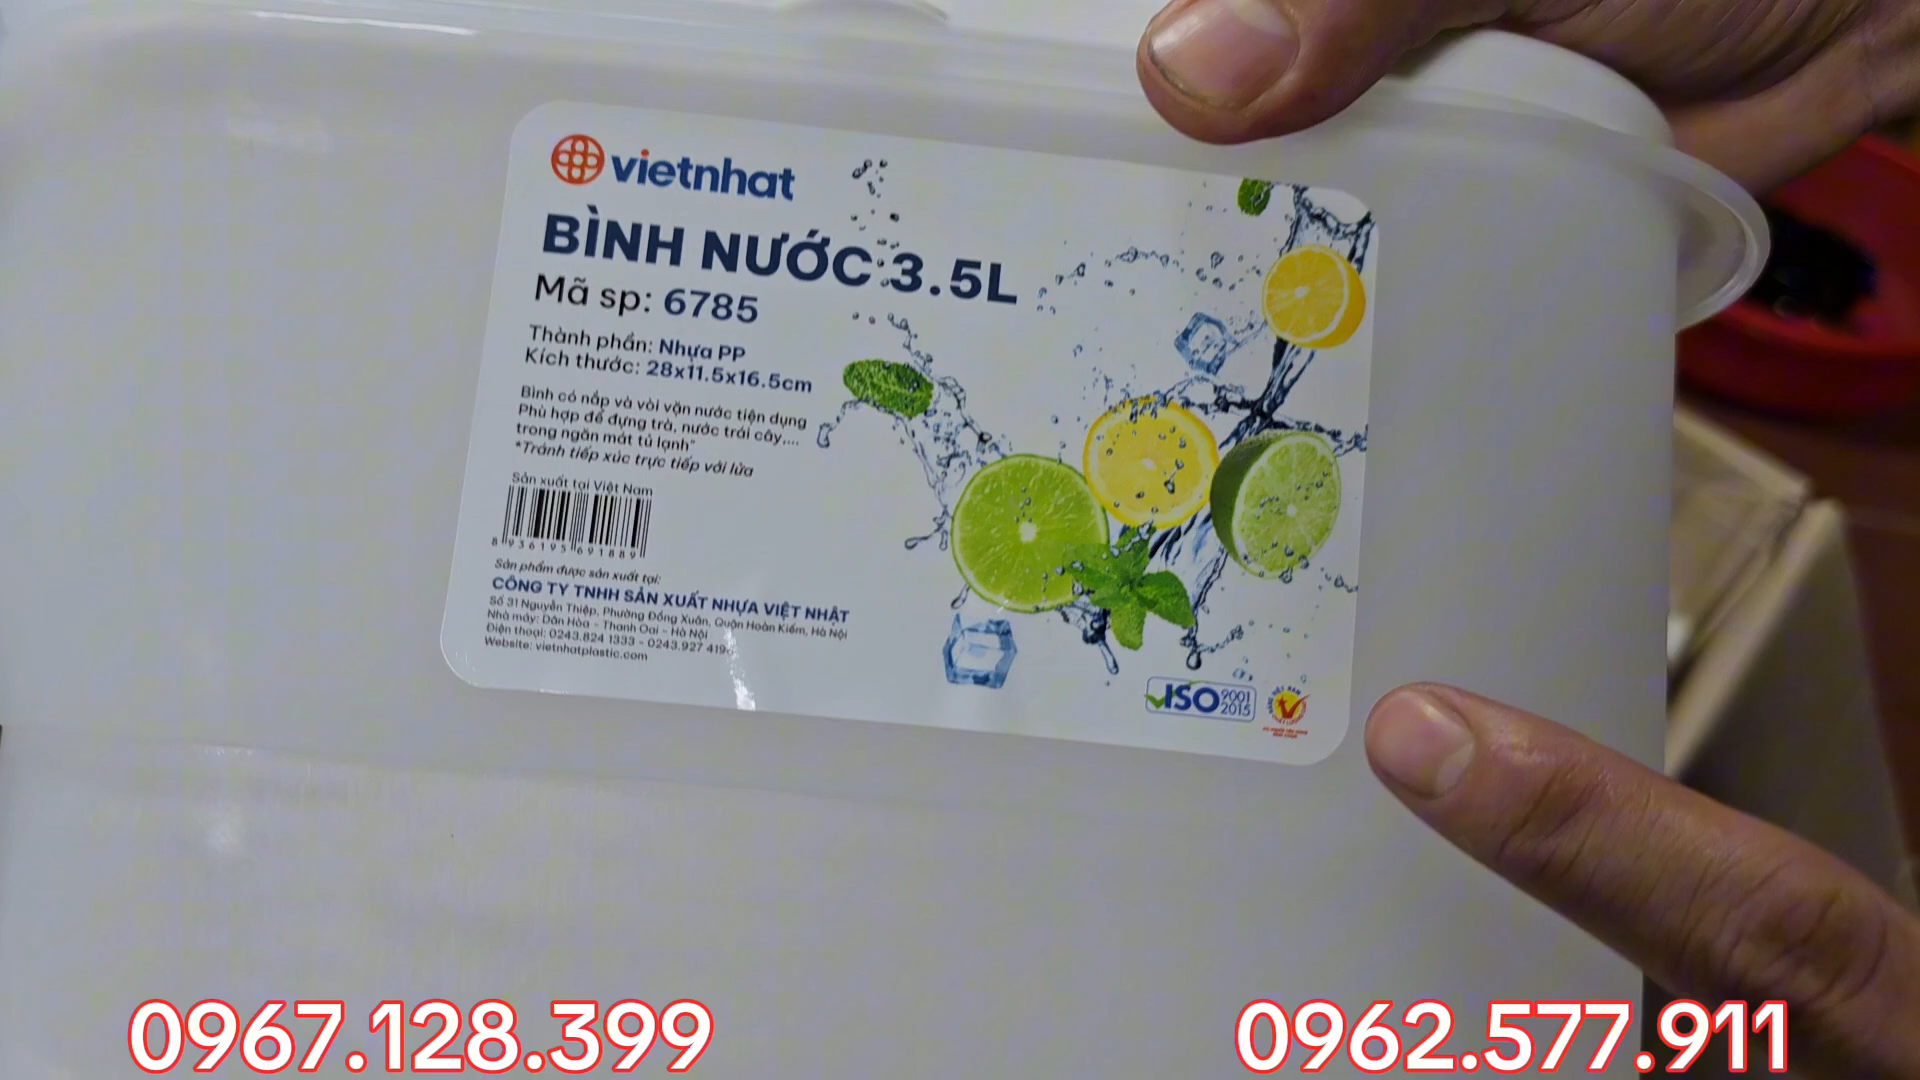 vietnhat
BÌNH NƯỚC 3.5L
Mã sp: 6785
Thành phần: Nhựa PP
Kích thước: 28x11.5x16.5cm
Bình có nắp và vòi vặn nước tiện dụng
Phù hợp để đựng trà, nước trái cây,...
trong ngăn mát tủ lạnh"
*Tránh tiếp xúc trực tiếp với lửa
Sản xuất tại Việt Nam
8 936195 691889
Sản phẩm được sản xuất tại:
CÔNG TY TNHH SẢN XUẤT NHỰA VIỆT NHẬT
Số 31 Nguyễn Thiệp, Phường Đồng Xuân, Quận Hoàn Kiếm, Hà Nội
Nhà máy: Dân Hòa - Thanh Oai - Hà Nội
Điện thoại: 0243.824 1333 - 0243.927 4196
Website: vietnhatplastic.com
ISO 9001
2015
0967.128.399
0962.577.911